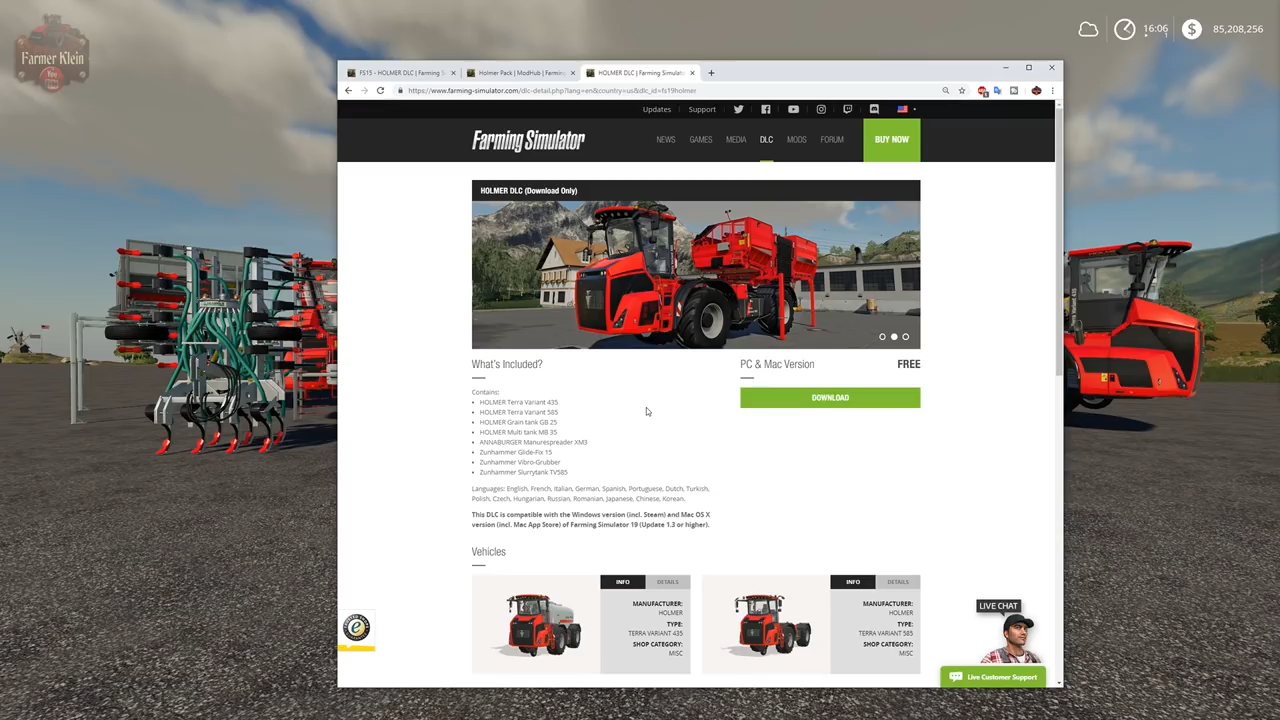 Farmer Klein
You
16:06
85,208,256
FS15 - HOLMER DLC | Farming S
Holmer Pack | ModHub | Farming
HOLMER DLC | Farming Simulato
https://www.farming-simulator.com/dlc-detail.php?lang=en&country=us&dlc_id=fs19holmer
Updates Support
Farming Simulator
NEWS GAMES MEDIA DLC MODS FORUM BUY NOW
HOLMER DLC (Download Only)
What's Included?
PC & Mac Version FREE
DOWNLOAD
Contains:
• HOLMER Terra Variant 435
• HOLMER Terra Variant 585
• HOLMER Grain tank GB 25
• HOLMER Multi tank MB 35
• ANNABURGER Manurespreader XM3
• Zunhammer Glide-Fix 15
• Zunhammer Vibro-Grubber
• Zunhammer Slurrytank TV585
Languages: English, French, Italian, German, Spanish, Portuguese, Dutch, Turkish,
Polish, Czech, Hungarian, Russian, Romanian, Japanese, Chinese, Korean.
This DLC is compatible with the Windows version (incl. Steam) and Mac OS X
version (incl. Mac App Store) of Farming Simulator 19 (Update 1.3 or higher).
Vehicles
INFO DETAILS
MANUFACTURER:
HOLMER
TYPE:
TERRA VARIANT 435
SHOP CATEGORY:
MISC
INFO DETAILS
MANUFACTURER:
HOLMER
TYPE:
TERRA VARIANT 585
SHOP CATEGORY:
MISC
LIVE CHAT
Live Customer Support